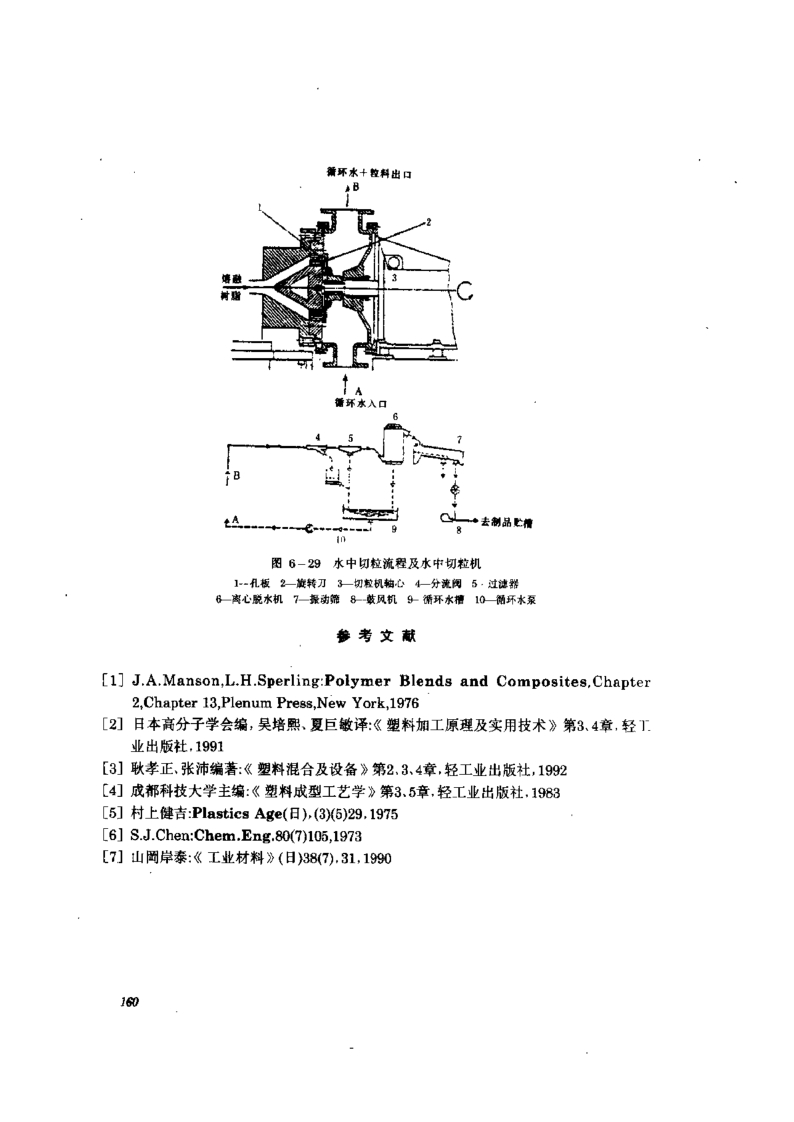 循环水+粒料出口
B
1
2
熔融
树脂
3
A
循环水入口
6
4 5 7
B
A
9 8 去制品贮槽
10
图 6-29 水中切粒流程及水中切粒机
1--孔板 2—旋转刀 3—切粒机轴心 4—分流阀 5·过滤器
6—离心脱水机 7—振动筛 8—鼓风机 9-循环水槽 10—循环水泵
参考文献
[1] J.A.Manson,L.H.Sperling:Polymer Blends and Composites,Chapter
2,Chapter 13,Plenum Press,New York,1976
[2] 日本高分子学会编,吴培熙、夏巨敏译:《塑料加工原理及实用技术》第3、4章,轻工
业出版社,1991
[3] 耿孝正、张沛编著:《塑料混合及设备》第2、3、4章,轻工业出版社,1992
[4] 成都科技大学主编:《塑料成型工艺学》第3、5章,轻工业出版社,1983
[5] 村上健吉:Plastics Age(日),(3)(5)29,1975
[6] S.J.Chen:Chem.Eng.80(7)105,1973
[7] 山岡岸泰:《工业材料》(日)38(7),31,1990
160